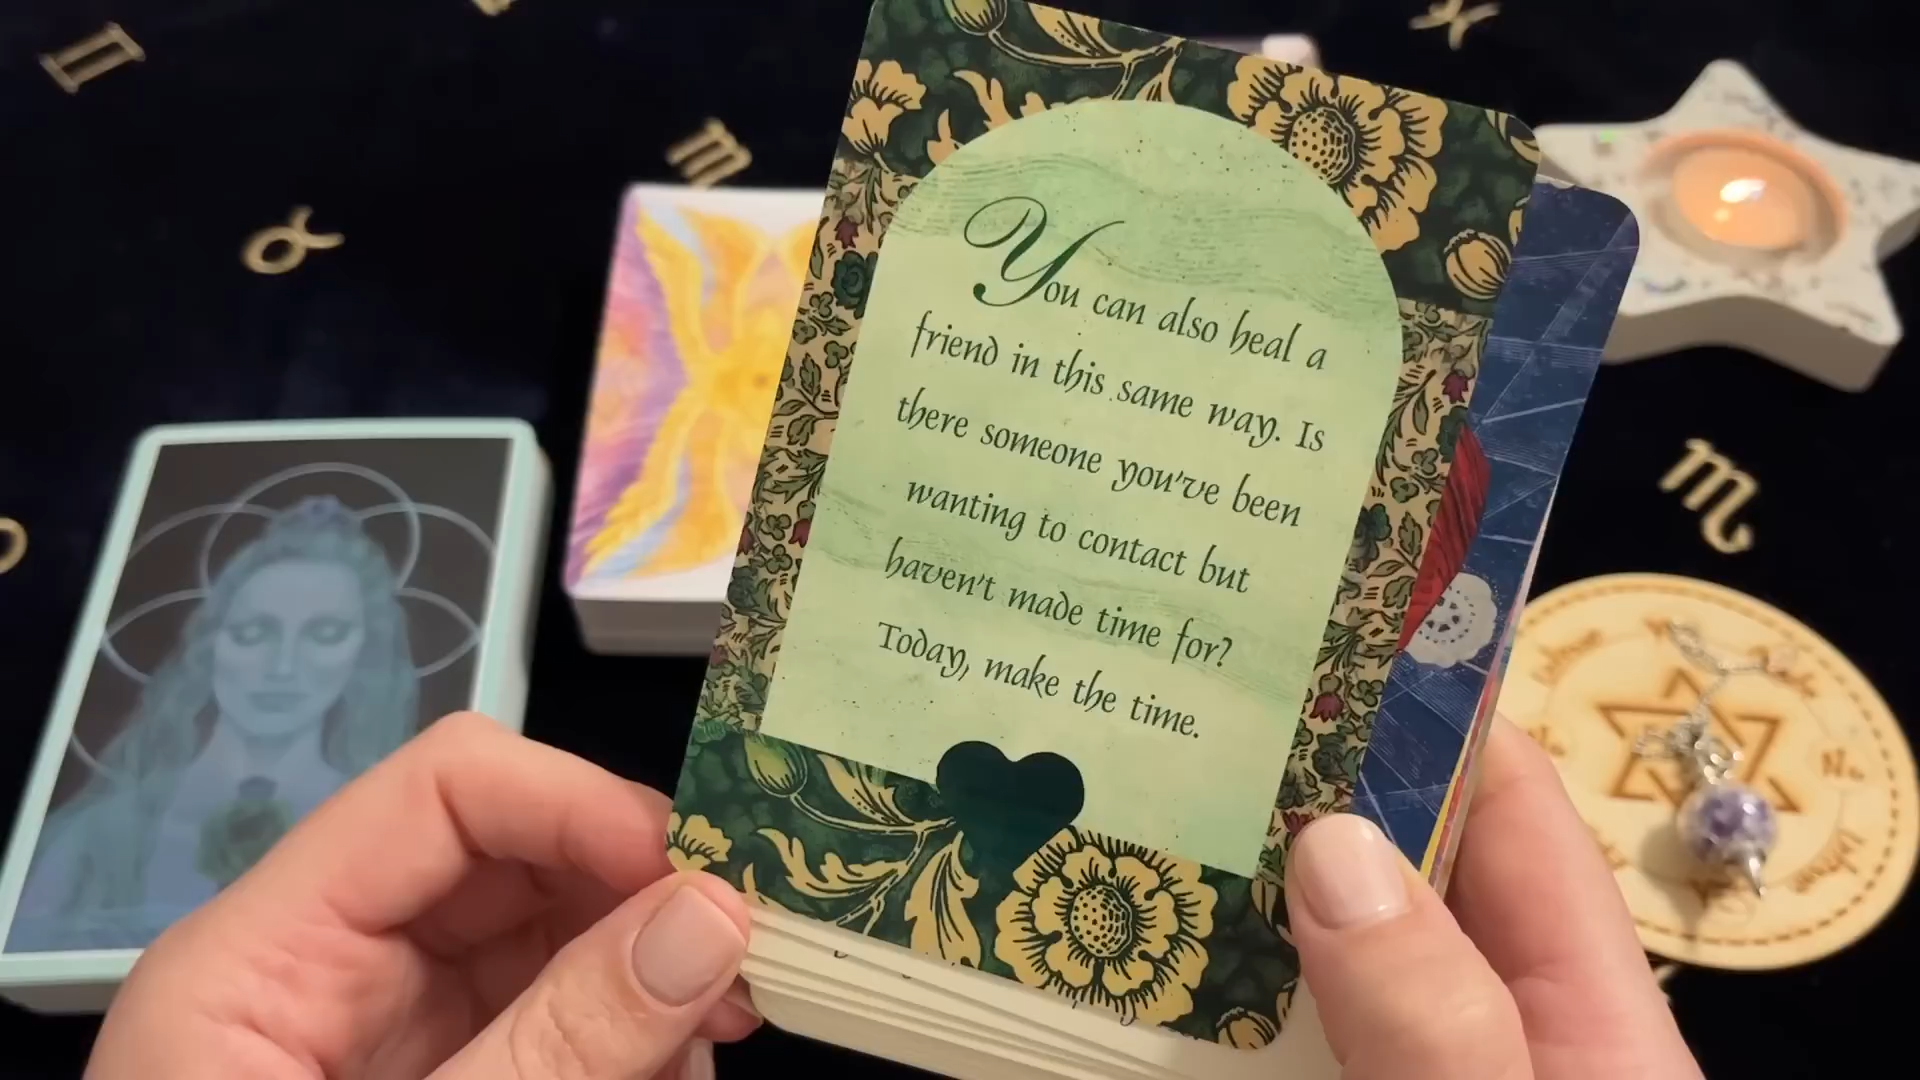 You can also heal a
friend in this same way. Is
there someone you've been
wanting to contact but
haven't made time for?
Today, make the time.